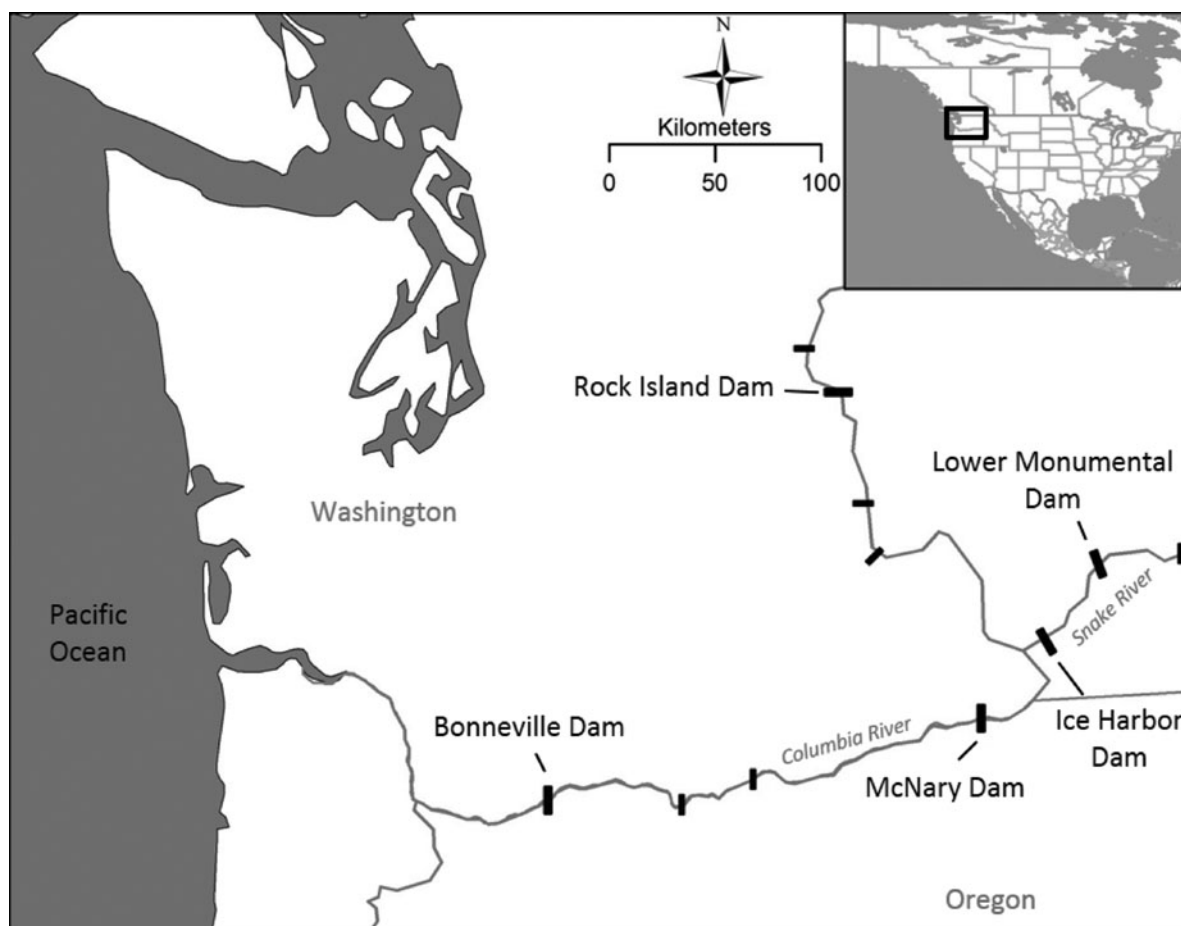 N
Kilometers
0 50 100
Rock Island Dam
Lower Monumental
Dam
Washington
Snake River
Pacific
Ocean
Bonneville Dam
Columbia River
Ice Harbor
Dam
McNary Dam
Oregon